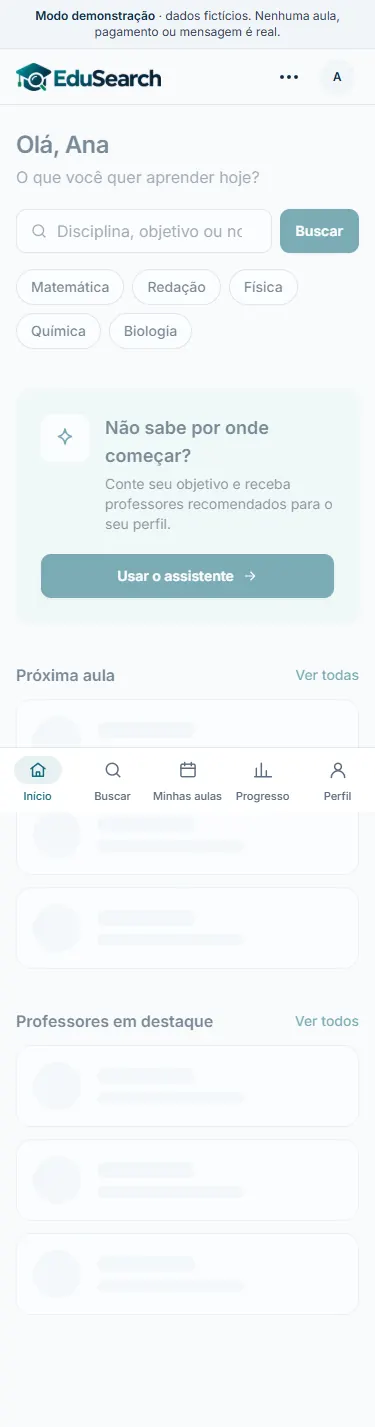 Modo demonstração · dados fictícios. Nenhuma aula,
pagamento ou mensagem é real.
EduSearch
A
Olá, Ana
O que você quer aprender hoje?
Disciplina, objetivo ou no
Buscar
Matemática
Redação
Física
Química
Biologia
Não sabe por onde
começar?
Conte seu objetivo e receba
professores recomendados para o
seu perfil.
Usar o assistente →
Próxima aula
Ver todas
Início
Buscar
Minhas aulas
Progresso
Perfil
Professores em destaque
Ver todos